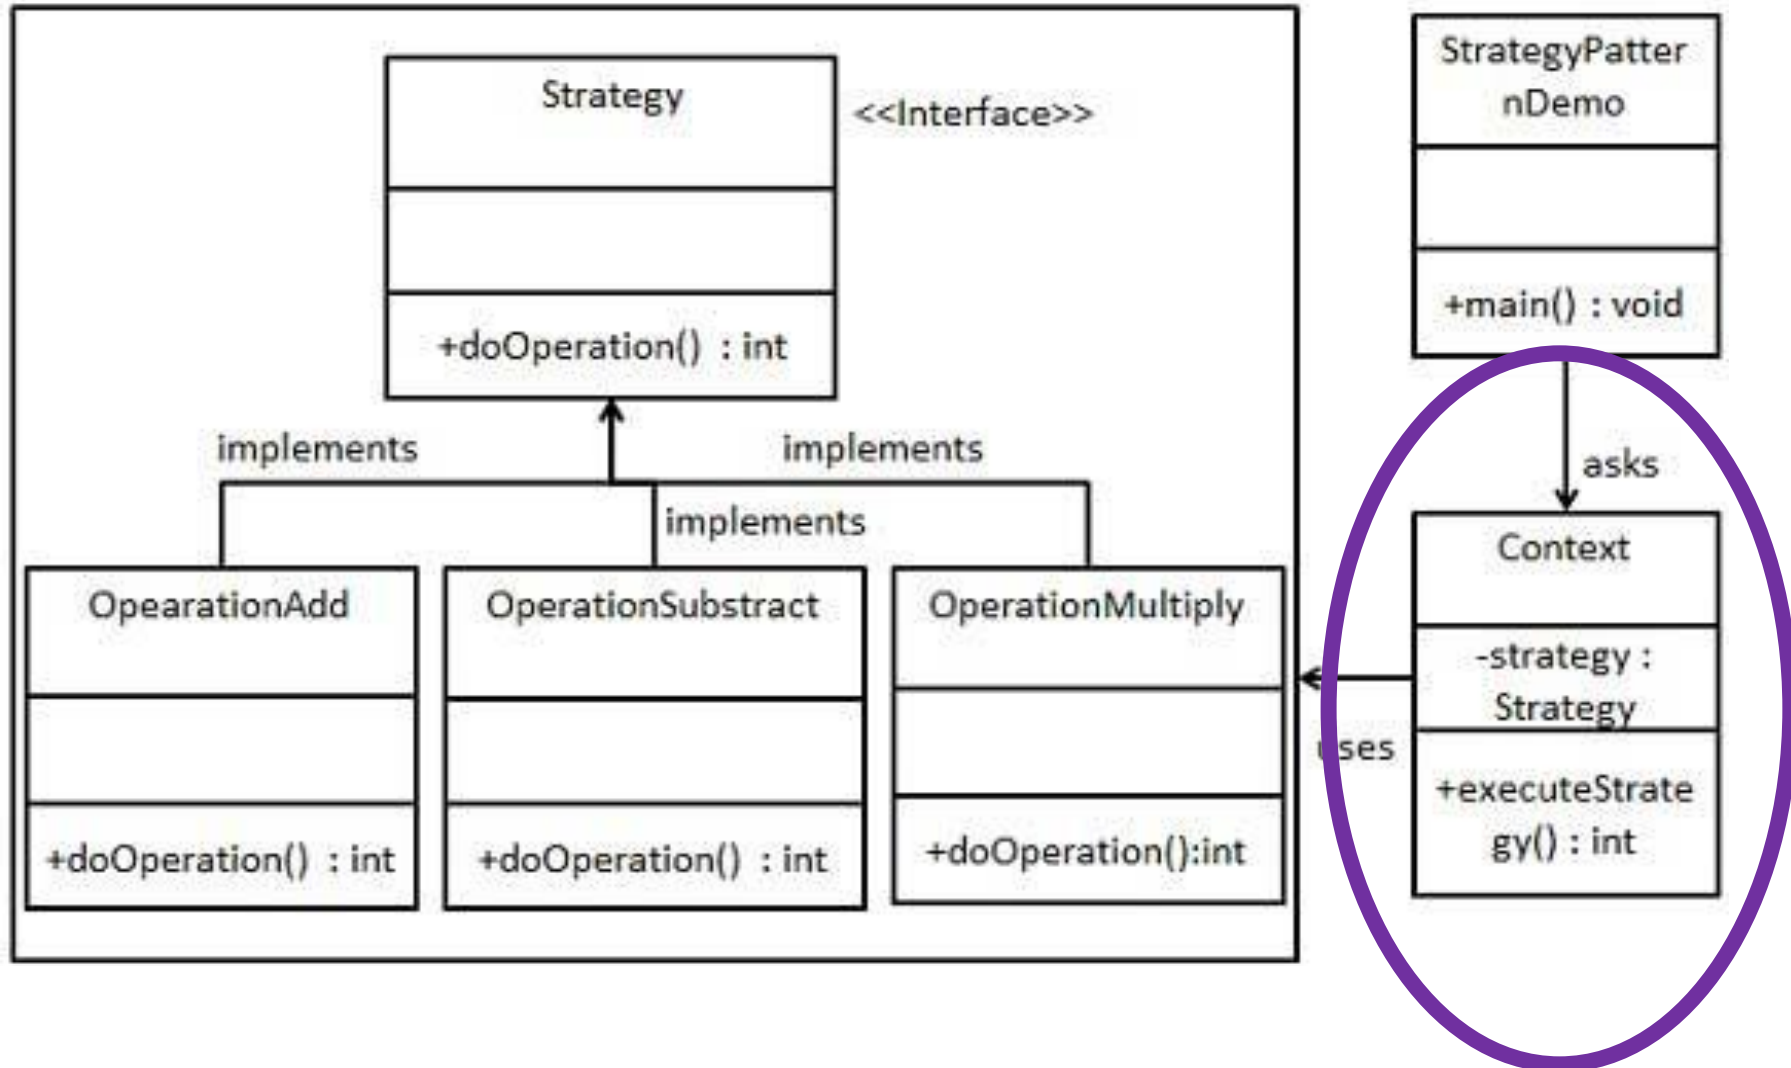 Strategy
<<Interface>>
+doOperation() : int
implements
implements
implements
OpearationAdd
+doOperation() : int
OperationSubstract
+doOperation() : int
OperationMultiply
+doOperation():int
StrategyPatter
nDemo
+main() : void
asks
Context
-strategy :
Strategy
+executeStrate
gy() : int
uses